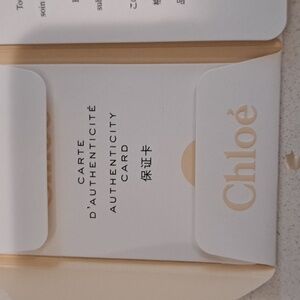 CARTE
D'AUTHENTICITÉ
AUTHENTICITY
CARD
保证卡
Chloé